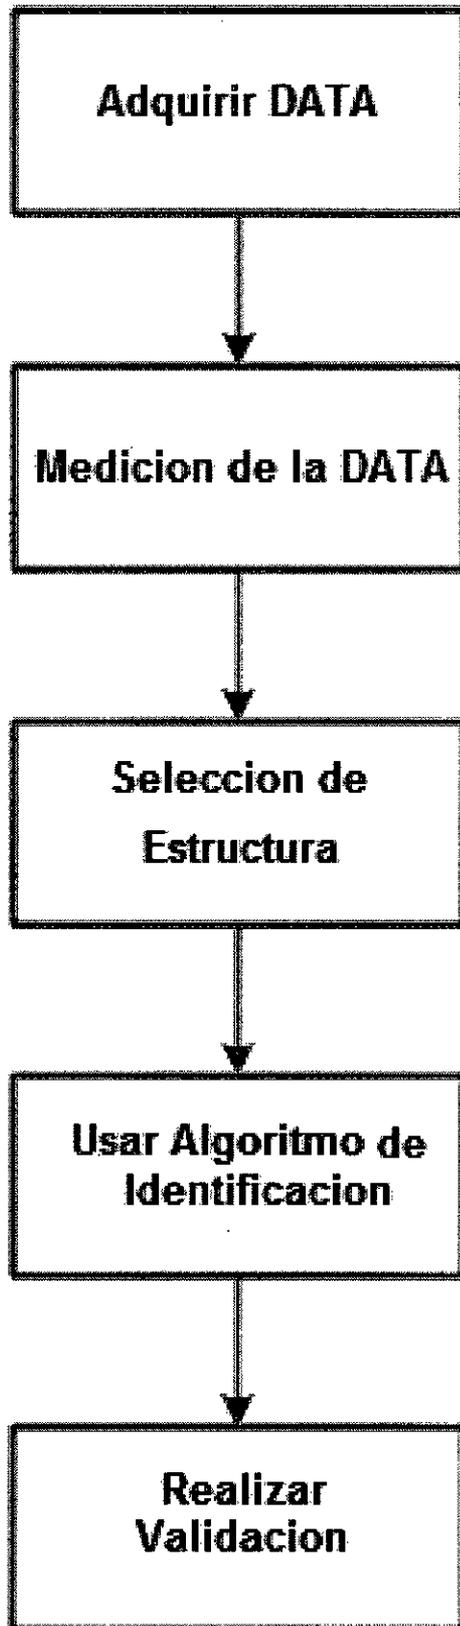 Adquirir DATA
Medicion de la DATA
Seleccion de
Estructura
Usar Algoritmo de
Identificacion
Realizar
Validacion